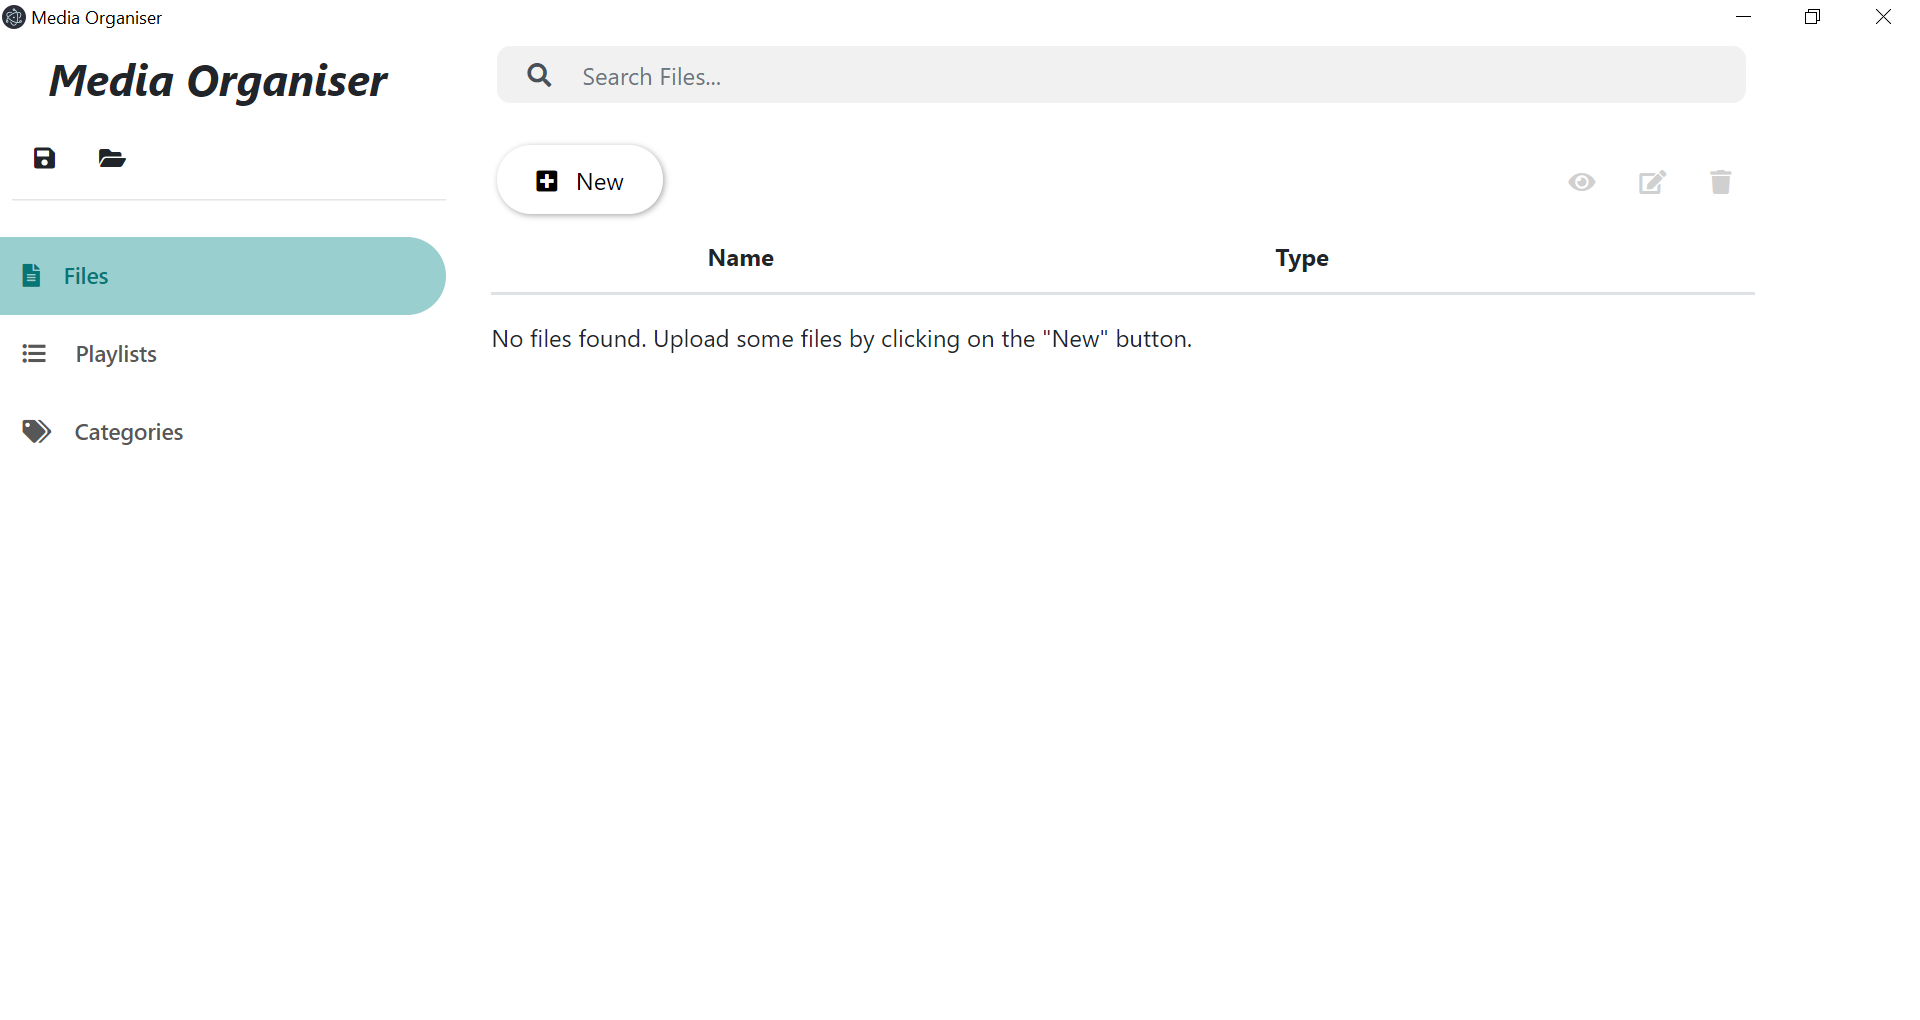 Media Organiser
Media Organiser
Search Files...
New
Name Type
Files
No files found. Upload some files by clicking on the "New" button.
Playlists
Categories